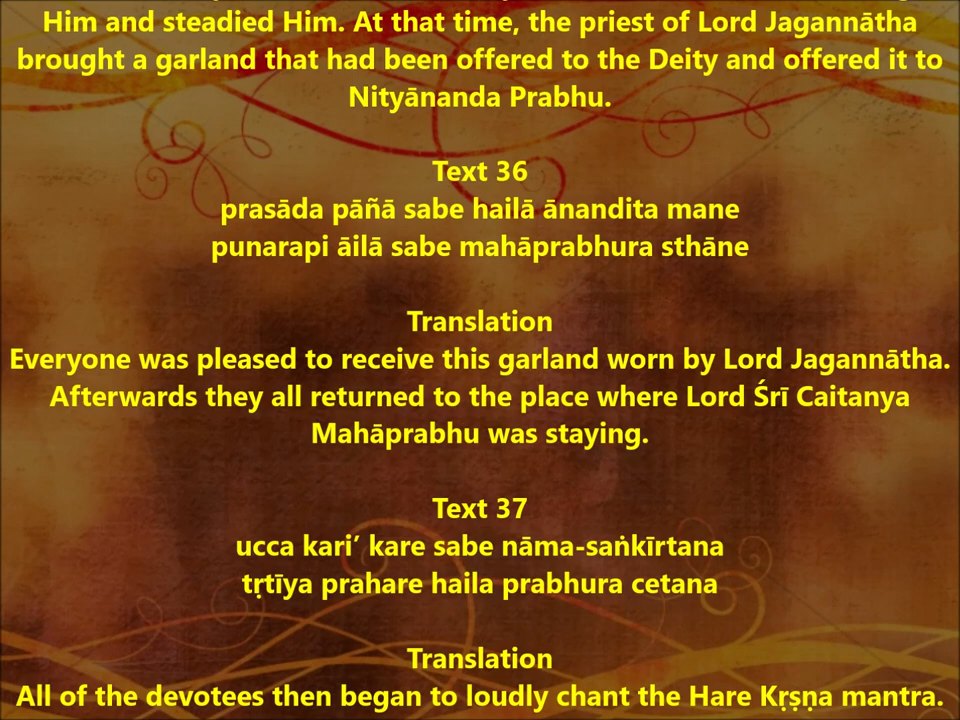 Him and steadied Him. At that time, the priest of Lord Jagannātha
brought a garland that had been offered to the Deity and offered it to
Nityānanda Prabhu.
Text 36
prasāda pāñā sabe hailā ānandita mane
punarapi āilā sabe mahāprabhura sthāne
Translation
Everyone was pleased to receive this garland worn by Lord Jagannātha.
Afterwards they all returned to the place where Lord Śrī Caitanya
Mahāprabhu was staying.
Text 37
ucca kari’ kare sabe nāma-saṅkīrtana
tṛtīya prahare haila prabhura cetana
Translation
All of the devotees then began to loudly chant the Hare Kṛṣṇa mantra.